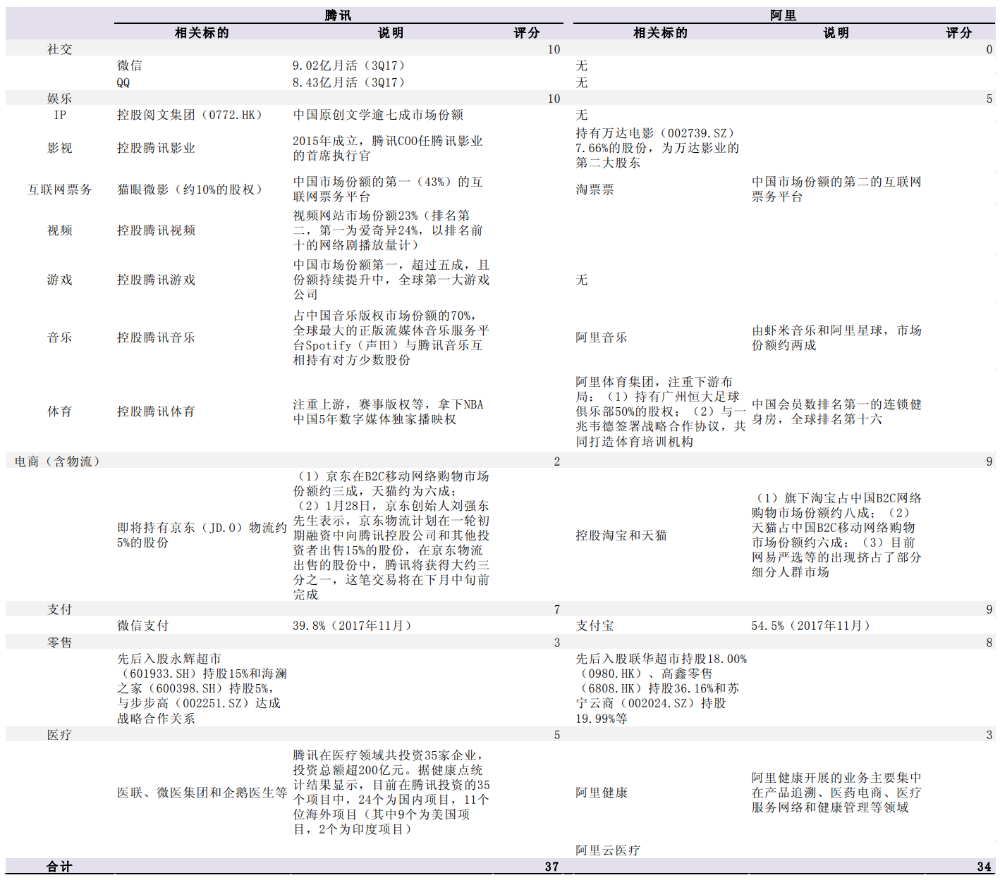 腾讯 阿里
相关标的 说明 评分 相关标的 说明 评分
社交 10 0
微信 9.02亿月活（3Q17） 无
QQ 8.43亿月活（3Q17） 无
娱乐 10 5
IP 控股阅文集团（0772.HK） 中国原创文学逾七成市场份额 无
影视 控股腾讯影业
2015年成立，腾讯COO任腾讯影业
的首席执行官
持有万达电影（002739.SZ）
7.66%的股份，为万达影业的
第二大股东
互联网票务 猫眼微影（约10%的股权）
中国市场份额的第一（43%）的互
联网票务平台
淘票票
中国市场份额的第二的互联网
票务平台
视频 控股腾讯视频
视频网站市场份额23%（排名第
二，第一为爱奇异24%，以排名前
十的网络剧播放量计）
游戏 控股腾讯游戏
中国市场份额第一，超过五成，且
份额持续提升中，全球第一大游戏
公司
无
音乐 控股腾讯音乐
占中国音乐版权市场份额的70%，
全球最大的正版流媒体音乐服务平
台Spotify（声田）与腾讯音乐互
相持有对方少数股份
阿里音乐
由虾米音乐和阿里星球，市场
份额约两成
体育 控股腾讯体育
注重上游，赛事版权等，拿下NBA
中国5年数字媒体独家播映权
阿里体育集团，注重下游布
局：（1）持有广州恒大足球
俱乐部50%的股权；（2）与一
兆韦德签署战略合作协议，共
同打造体育培训机构
中国会员数排名第一的连锁健
身房，全球排名第十六
电商（含物流） 2 9
即将持有京东（JD.O）物流约
5%的股份
（1）京东在B2C移动网络购物市场
份额约三成，天猫约为六成；
（2）1月28日，京东创始人刘强东
先生表示，京东物流计划在一轮初
期融资中向腾讯控股公司和其他投
资者出售15%的股份，在京东物流
出售的股份中，腾讯将获得大约三
分之一，这笔交易将在下月中旬前
完成
控股淘宝和天猫
（1）旗下淘宝占中国B2C网络
购物市场份额约八成；（2）
天猫占中国B2C移动网络购物
市场份额约六成；（3）目前
网易严选等的出现挤占了部分
细分人群市场
支付 7 9
微信支付 39.8%（2017年11月） 支付宝 54.5%（2017年11月）
零售 3 8
先后入股永辉超市
（601933.SH）持股15%和海澜
之家（600398.SH）持股5%，
与步步高（002251.SZ）达成
战略合作关系
先后入股联华超市持股18.00%
（0980.HK）、高鑫零售
（6808.HK）持股36.16%和苏
宁云商（002024.SZ）持股
19.99%等
医疗 5 3
医联、微医集团和企鹅医生等
腾讯在医疗领域共投资35家企业，
投资总额超200亿元。据健康点统
计结果显示，目前在腾讯投资的35
个项目中，24个为国内项目，11个
位海外项目（其中9个为美国项
目，2个为印度项目）
阿里健康
阿里健康开展的业务主要集中
在产品追溯、医药电商、医疗
服务网络和健康管理等领域
阿里云医疗
合计 37 34